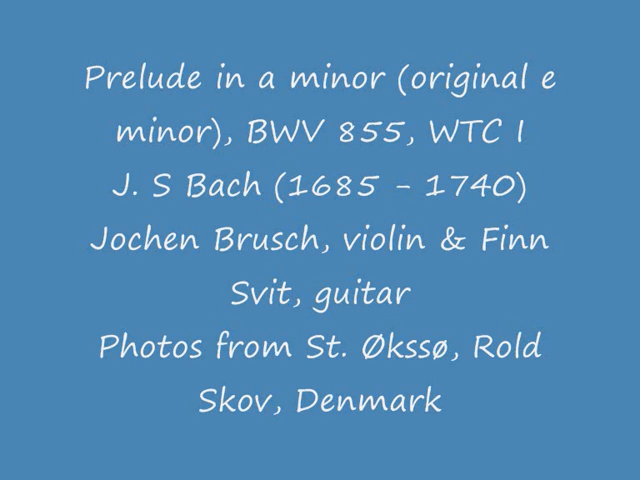 Prelude in a minor (original e
minor), BWV 855, WTC I
J. S Bach (1685 - 1740)
Jochen Brusch, violin & Finn
Svit, guitar
Photos from St. Økssø, Rold
Skov, Denmark